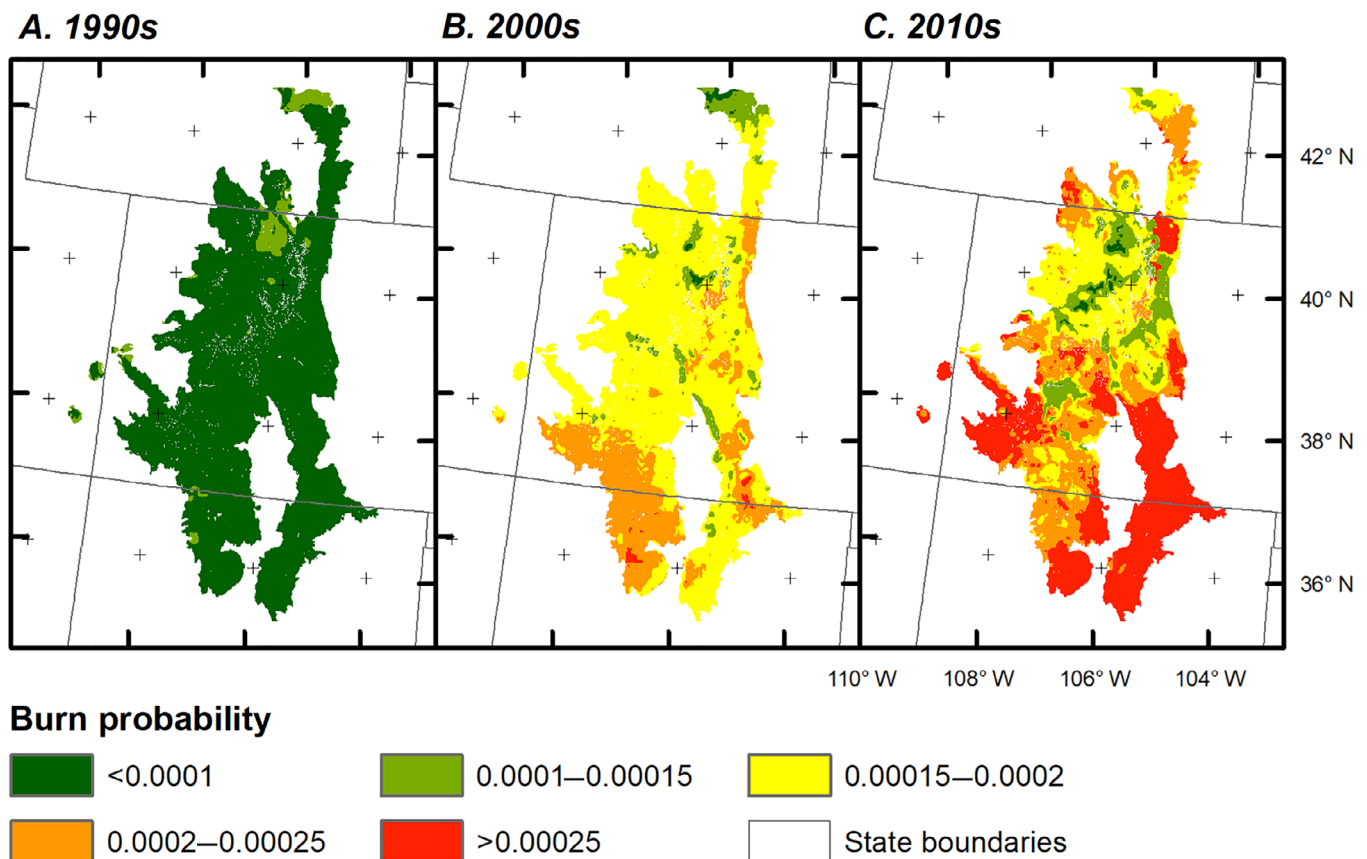 A. 1990s
B. 2000s
C. 2010s
42° N
40° N
38° N
36° N
110° W
108° W
106° W
104° W
Burn probability
<0.0001
0.0001—0.00015
0.00015—0.0002
0.0002—0.00025
>0.00025
State boundaries